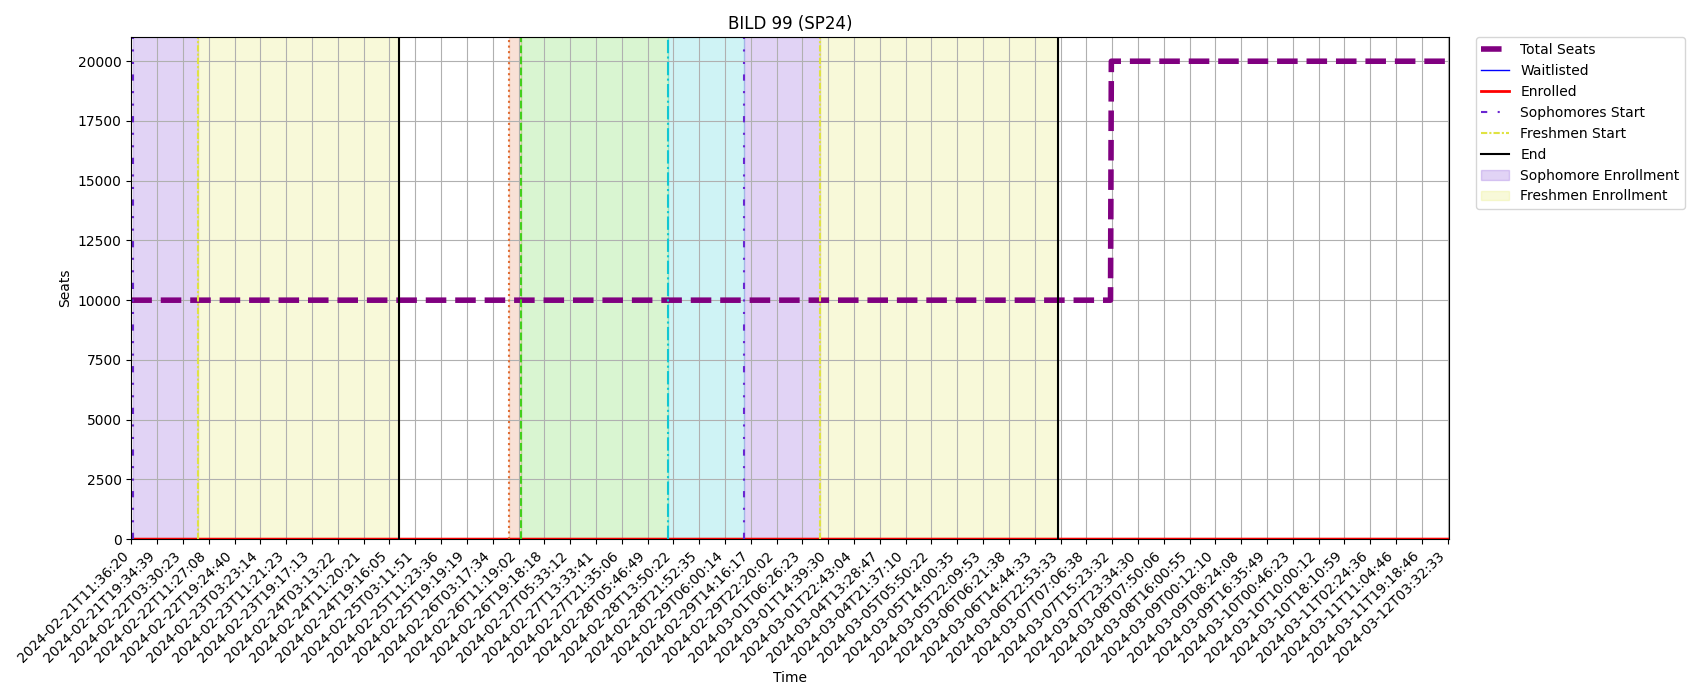 BILD 99 (SP24)
20000
17500
15000
12500
10000
7500
5000
2500
0
Seats
2024-02-21T11:36:20
2024-02-21T19:34:39
2024-02-22T03:30:23
2024-02-22T11:27:08
2024-02-22T19:24:40
2024-02-23T03:23:14
2024-02-23T11:21:23
2024-02-23T19:17:13
2024-02-24T03:13:22
2024-02-24T11:20:21
2024-02-24T19:16:05
2024-02-25T03:11:51
2024-02-25T11:23:36
2024-02-25T19:19:19
2024-02-26T03:17:34
2024-02-26T11:19:02
2024-02-26T19:18:18
2024-02-27T05:33:12
2024-02-27T13:33:41
2024-02-27T21:35:06
2024-02-28T05:46:49
2024-02-28T13:50:22
2024-02-28T21:52:35
2024-02-29T06:00:14
2024-02-29T14:16:17
2024-02-29T22:20:02
2024-03-01T06:26:23
2024-03-01T14:39:30
2024-03-01T22:43:04
2024-03-04T13:28:47
2024-03-04T21:37:10
2024-03-05T05:50:22
2024-03-05T14:00:35
2024-03-05T22:09:53
2024-03-06T06:21:38
2024-03-06T14:44:33
2024-03-06T22:53:33
2024-03-07T07:06:38
2024-03-07T15:23:32
2024-03-07T23:34:30
2024-03-08T07:50:06
2024-03-08T16:00:55
2024-03-09T00:12:10
2024-03-09T08:24:08
2024-03-09T16:35:49
2024-03-10T00:46:23
2024-03-10T10:00:12
2024-03-10T18:10:59
2024-03-11T02:24:36
2024-03-11T11:04:46
2024-03-11T19:18:46
2024-03-12T03:32:33
Time
Total Seats
Waitlisted
Enrolled
Sophomores Start
Freshmen Start
End
Sophomore Enrollment
Freshmen Enrollment